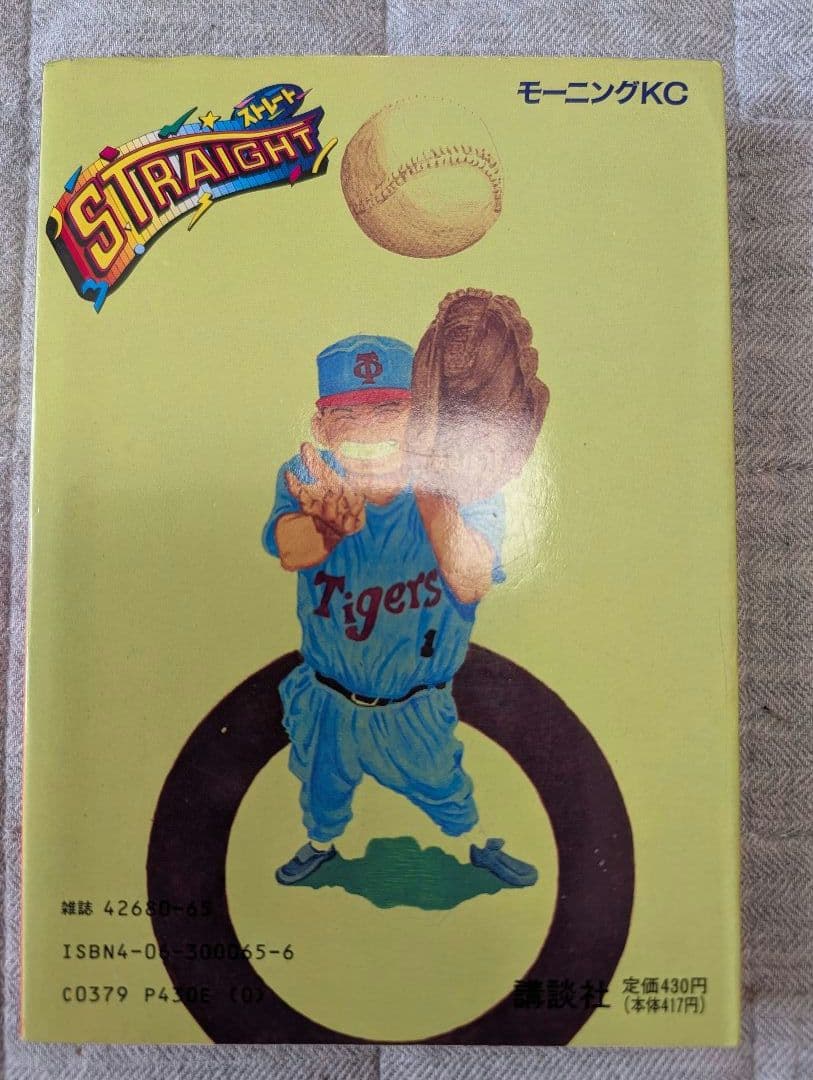 ストレート
STRAIGHT
モーニングKC
Tigers
1
雑誌 42680-65
ISBN4-06-300065-6
C0379 P430E (0)
講談社
定価430円
(本体417円)